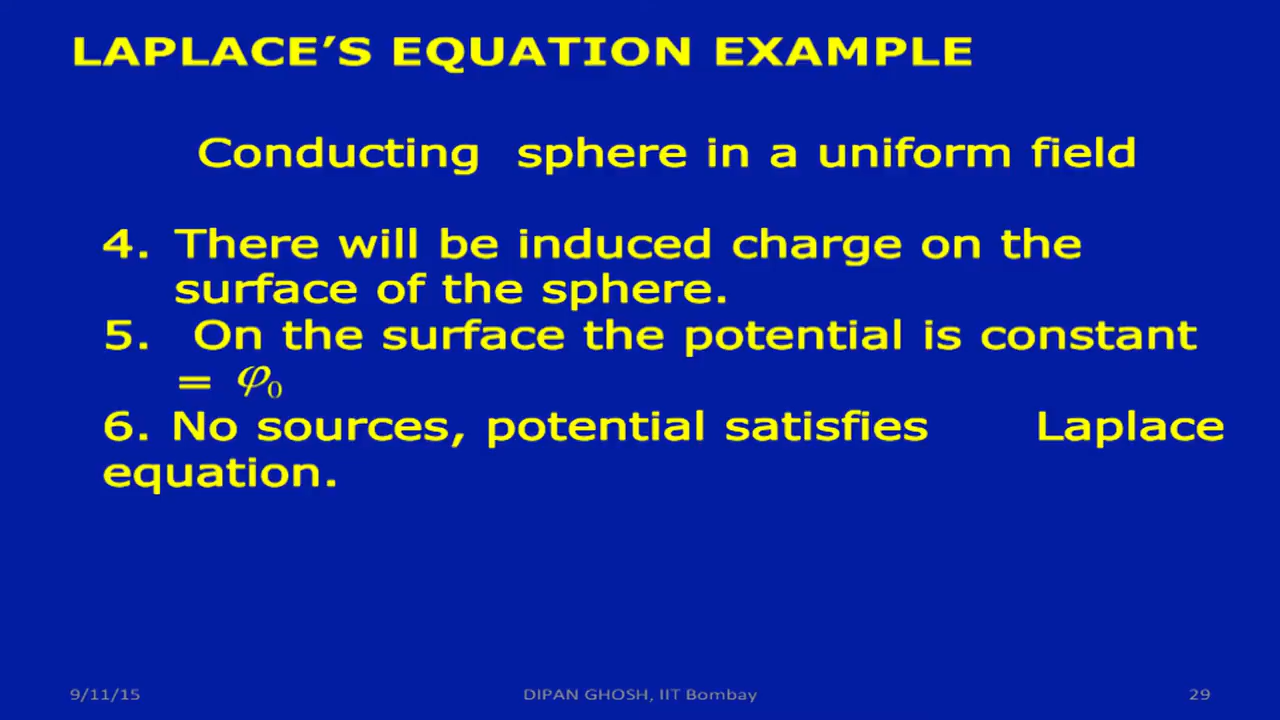 LAPLACE’S EQUATION EXAMPLE
Conducting sphere in a uniform field
4. There will be induced charge on the
surface of the sphere.
5. On the surface the potential is constant
= φ₀
6. No sources, potential satisfies Laplace
equation.
9/11/15 DIPAN GHOSH, IIT Bombay 29